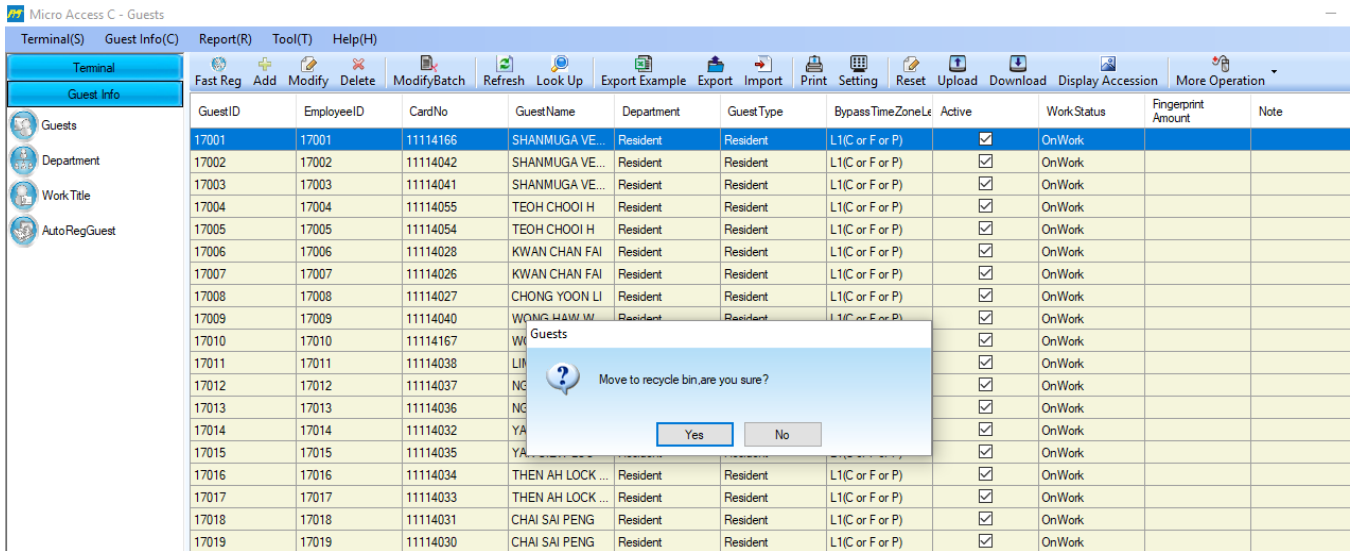 Micro Access C - Guests
Terminal(S) Guest Info(C) Report(R) Tool(T) Help(H)
Terminal
Guest Info
Guests
Department
Work Title
AutoRegGuest
Fast Reg Add Modify Delete ModifyBatch Refresh Look Up Export Example Export Import Print Setting Reset Upload Download Display Accession More Operation
GuestID EmployeeID CardNo GuestName Department GuestType BypassTimeZoneLe Active WorkStatus Fingerprint Amount Note
17001 17001 11114166 SHANMUGA VE... Resident Resident L1(C or F or P) OnWork
17002 17002 11114042 SHANMUGA VE... Resident Resident L1(C or F or P) OnWork
17003 17003 11114041 SHANMUGA VE... Resident Resident L1(C or F or P) OnWork
17004 17004 11114055 TEOH CHOOI H Resident Resident L1(C or F or P) OnWork
17005 17005 11114054 TEOH CHOOI H Resident Resident L1(C or F or P) OnWork
17006 17006 11114028 KWAN CHAN FAI Resident Resident L1(C or F or P) OnWork
17007 17007 11114026 KWAN CHAN FAI Resident Resident L1(C or F or P) OnWork
17008 17008 11114027 CHONG YOON LI Resident Resident L1(C or F or P) OnWork
17009 17009 11114040 WONG HAW W Resident Resident L1(C or F or P) OnWork
17010 17010 11114167 OnWork
17011 17011 11114038 OnWork
17012 17012 11114037 OnWork
17013 17013 11114036 OnWork
17014 17014 11114032 OnWork
17015 17015 11114035 OnWork
17016 17016 11114034 THEN AH LOCK ... Resident Resident L1(C or F or P) OnWork
17017 17017 11114033 THEN AH LOCK ... Resident Resident L1(C or F or P) OnWork
17018 17018 11114031 CHAI SAI PENG Resident Resident L1(C or F or P) OnWork
17019 17019 11114030 CHAI SAI PENG Resident Resident L1(C or F or P) OnWork
Guests
Move to recycle bin,are you sure?
Yes No